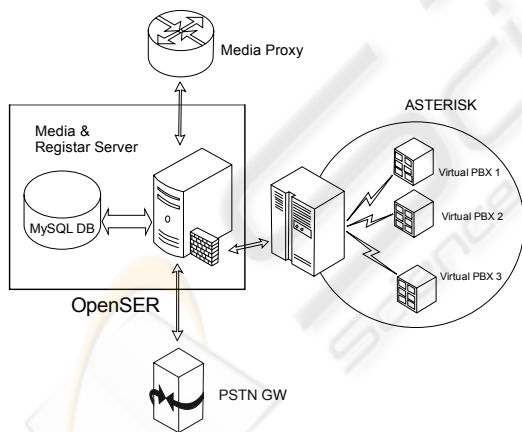 Media Proxy
ASTERISK
Media &
Registar Server
Virtual PBX 1
MySQL DB
Virtual PBX 2
Virtual PBX 3
OpenSER
PSTN GW